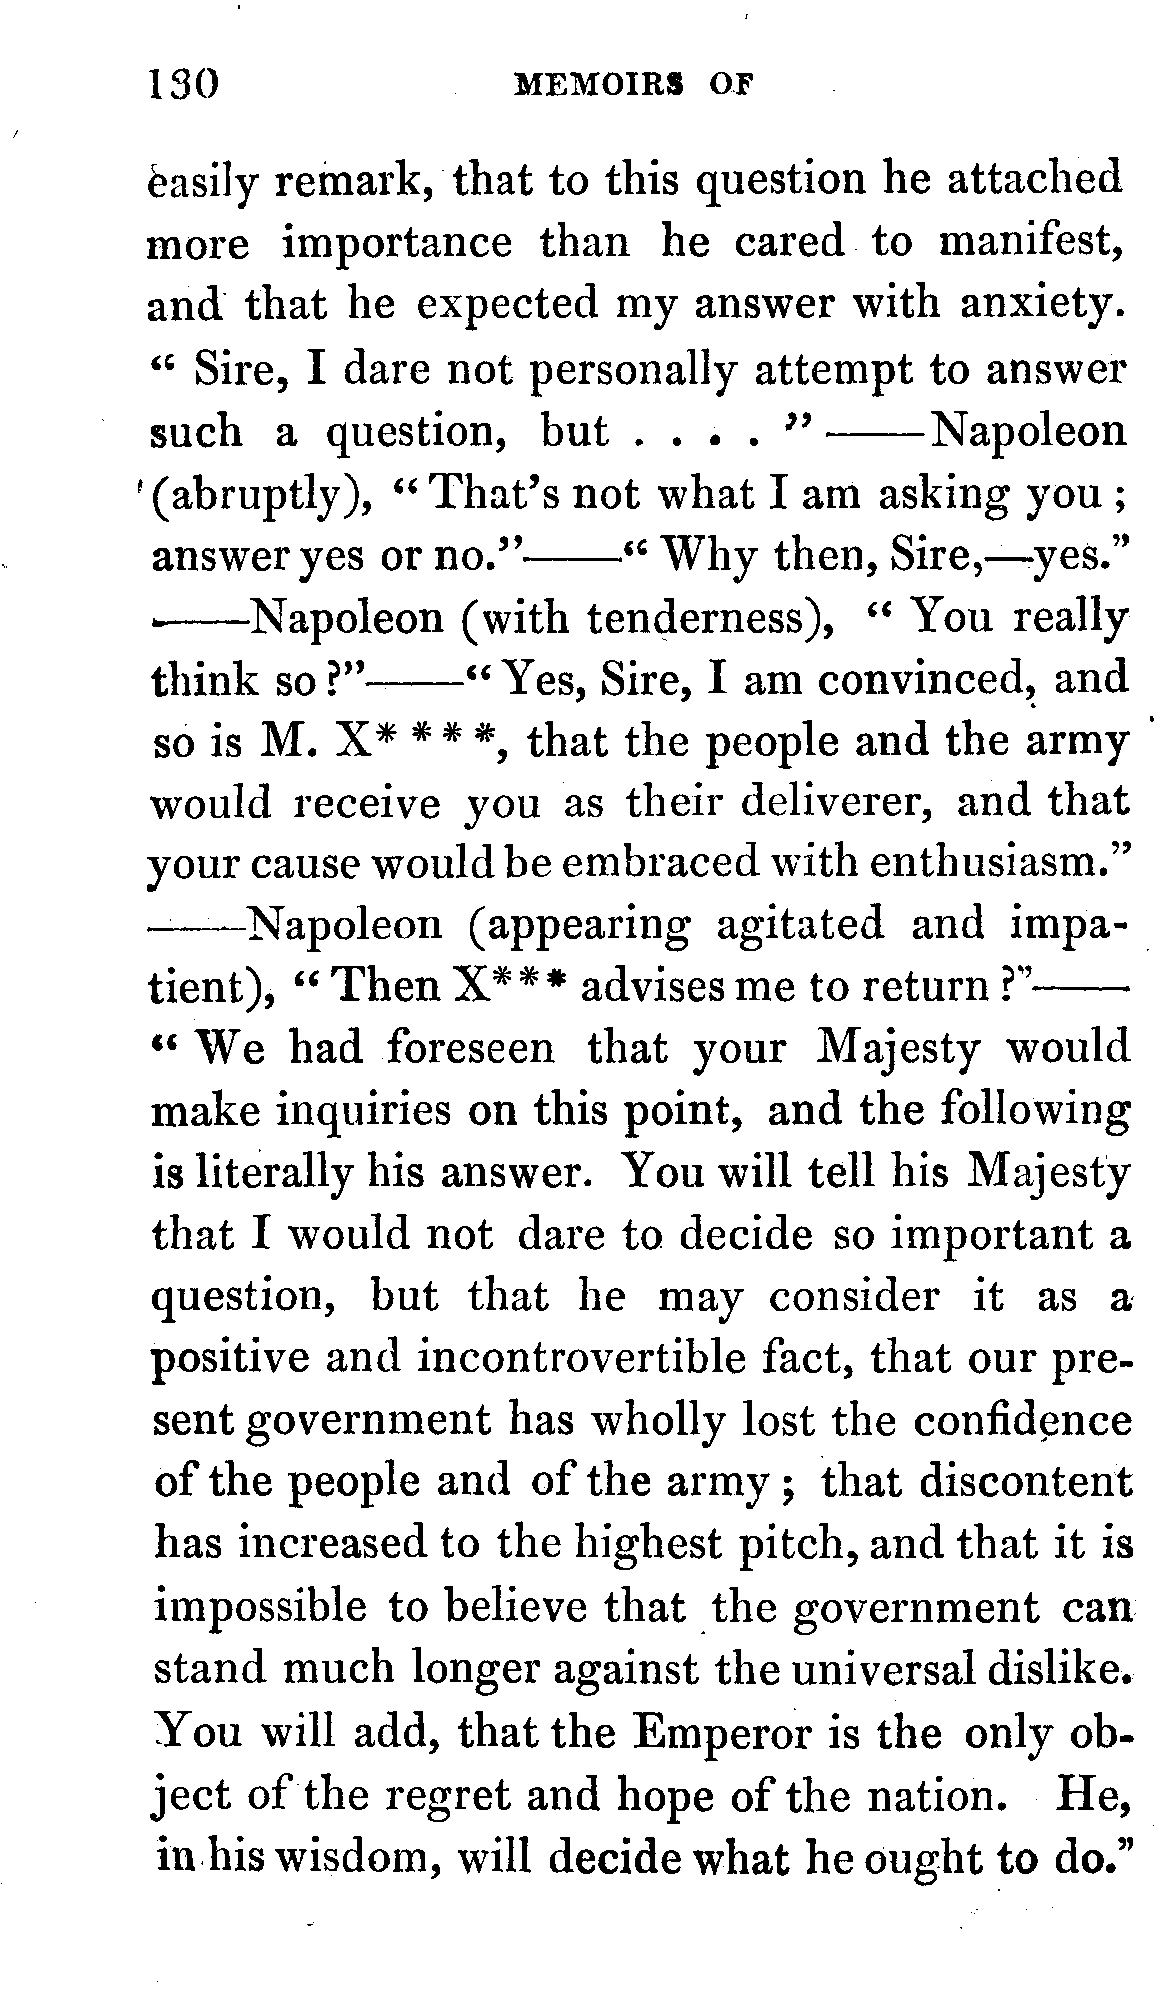 130 MEMOIRS OF
easily remark, that to this question he attached
more importance than he cared to manifest,
and that he expected my answer with anxiety.
“ Sire, I dare not personally attempt to answer
such a question, but . . . . ” ——Napoleon
(abruptly), “ That’s not what I am asking you ;
answer yes or no.”——“ Why then, Sire,—yes.”
——Napoleon (with tenderness), “ You really
think so ?”——“ Yes, Sire, I am convinced, and
so is M. X* * * *, that the people and the army
would receive you as their deliverer, and that
your cause would be embraced with enthusiasm.”
——Napoleon (appearing agitated and impa-
tient), “ Then X* * * advises me to return ?”——
“ We had foreseen that your Majesty would
make inquiries on this point, and the following
is literally his answer. You will tell his Majesty
that I would not dare to decide so important a
question, but that he may consider it as a
positive and incontrovertible fact, that our pre-
sent government has wholly lost the confidence
of the people and of the army ; that discontent
has increased to the highest pitch, and that it is
impossible to believe that the government can
stand much longer against the universal dislike.
You will add, that the Emperor is the only ob-
ject of the regret and hope of the nation. He,
in his wisdom, will decide what he ought to do.”